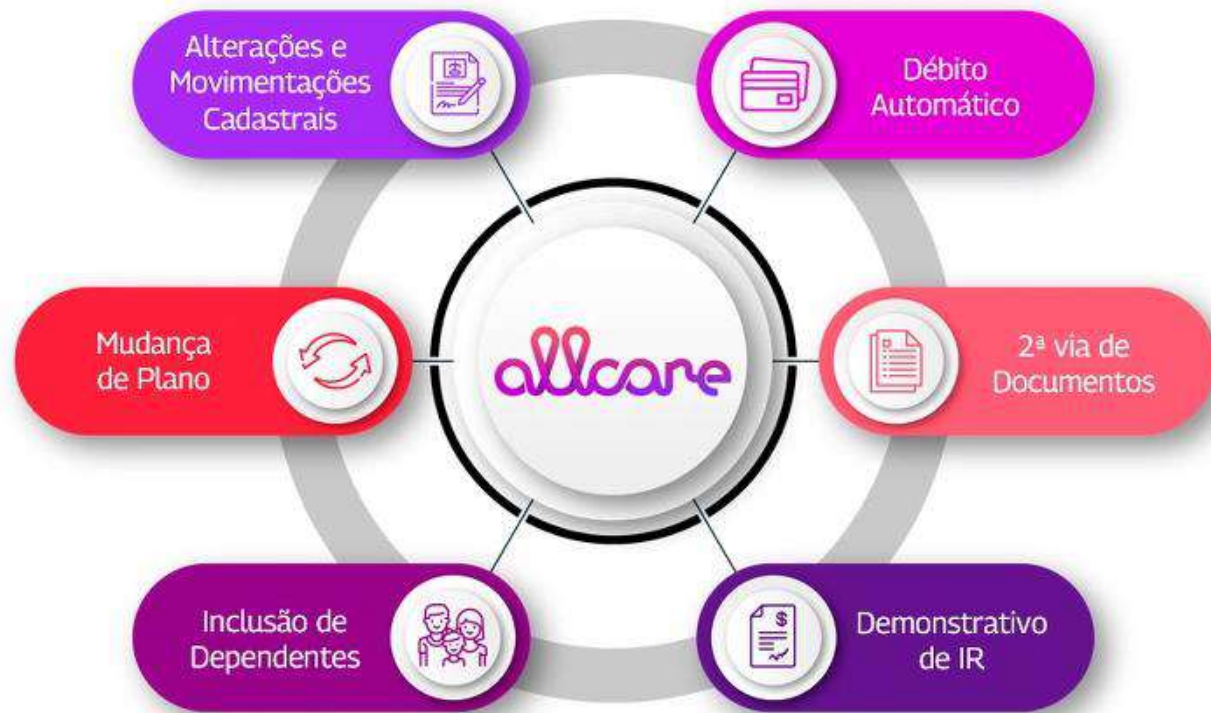 Alterações e
Movimentações
Cadastrais
Débito
Automático
Mudança
de Plano
allcare
2ª via de
Documentos
Inclusão de
Dependentes
$
Demonstrativo
de IR